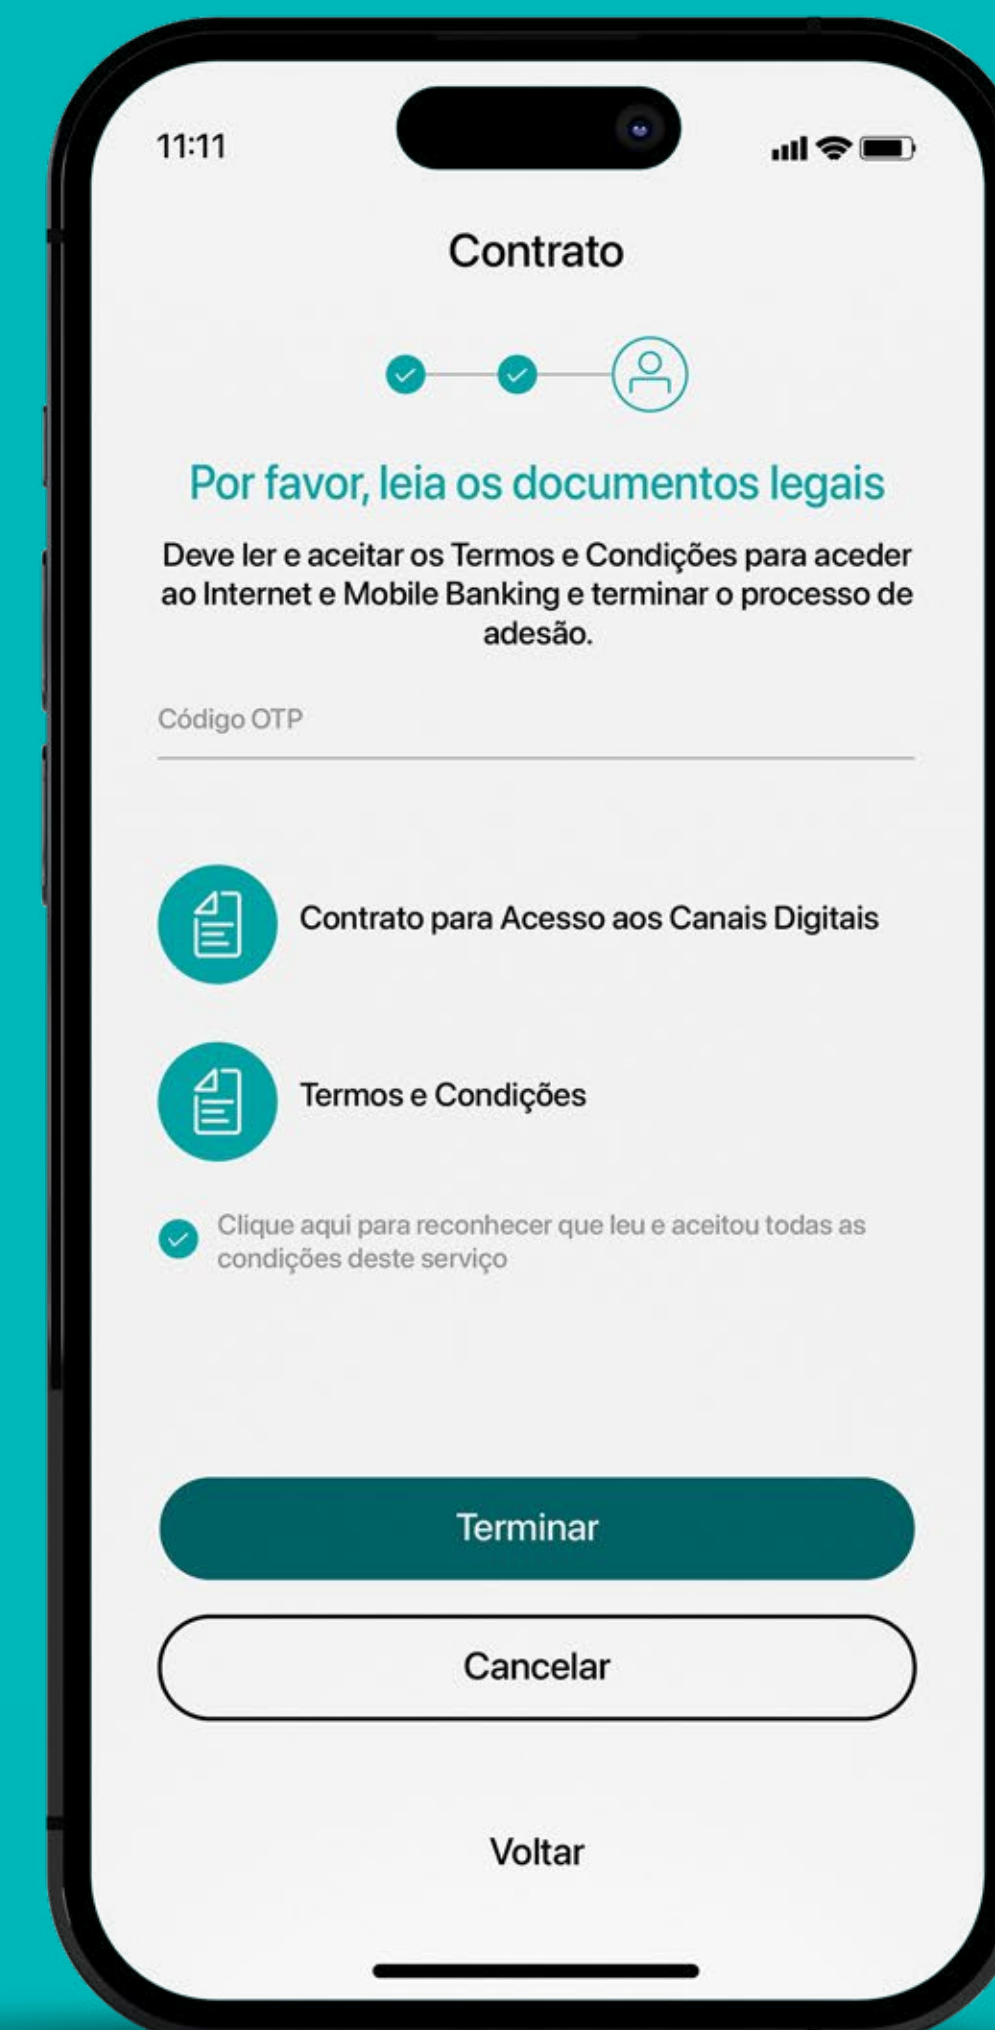 11:11
Contrato
Por favor, leia os documentos legais
Deve ler e aceitar os Termos e Condições para aceder
ao Internet e Mobile Banking e terminar o processo de
adesão.
Código OTP
Contrato para Acesso aos Canais Digitais
Termos e Condições
Clique aqui para reconhecer que leu e aceitou todas as
condições deste serviço
Terminar
Cancelar
Voltar